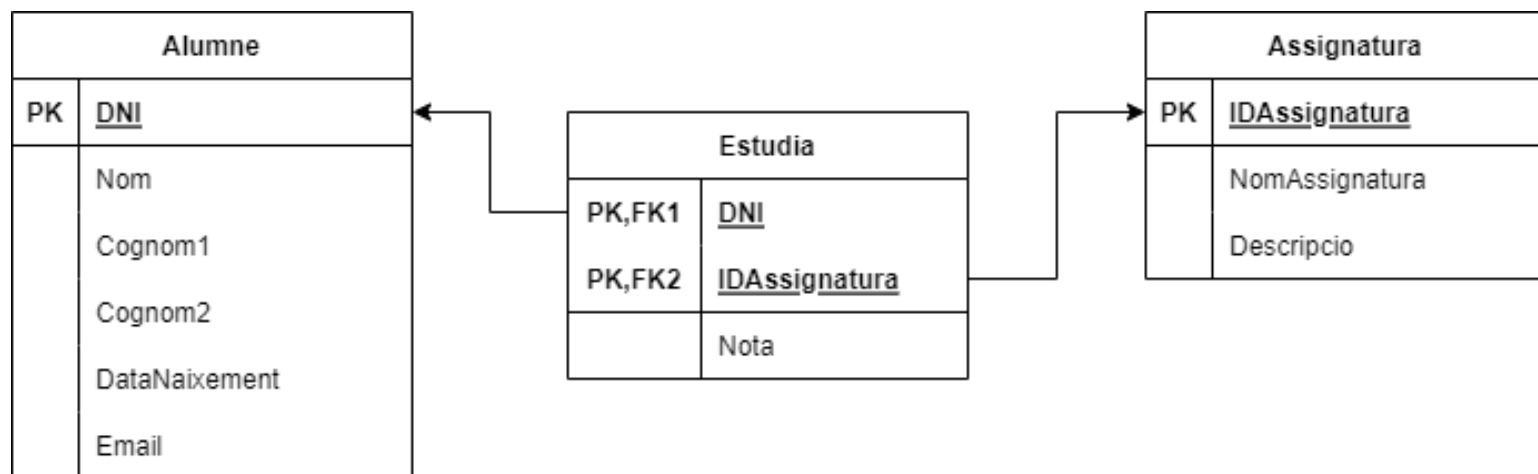 Alumne
PK DNI
Nom
Cognom1
Cognom2
DataNaixement
Email
Estudia
PK,FK1 DNI
PK,FK2 IDAssignatura
Nota
Assignatura
PK IDAssignatura
NomAssignatura
Descripcio